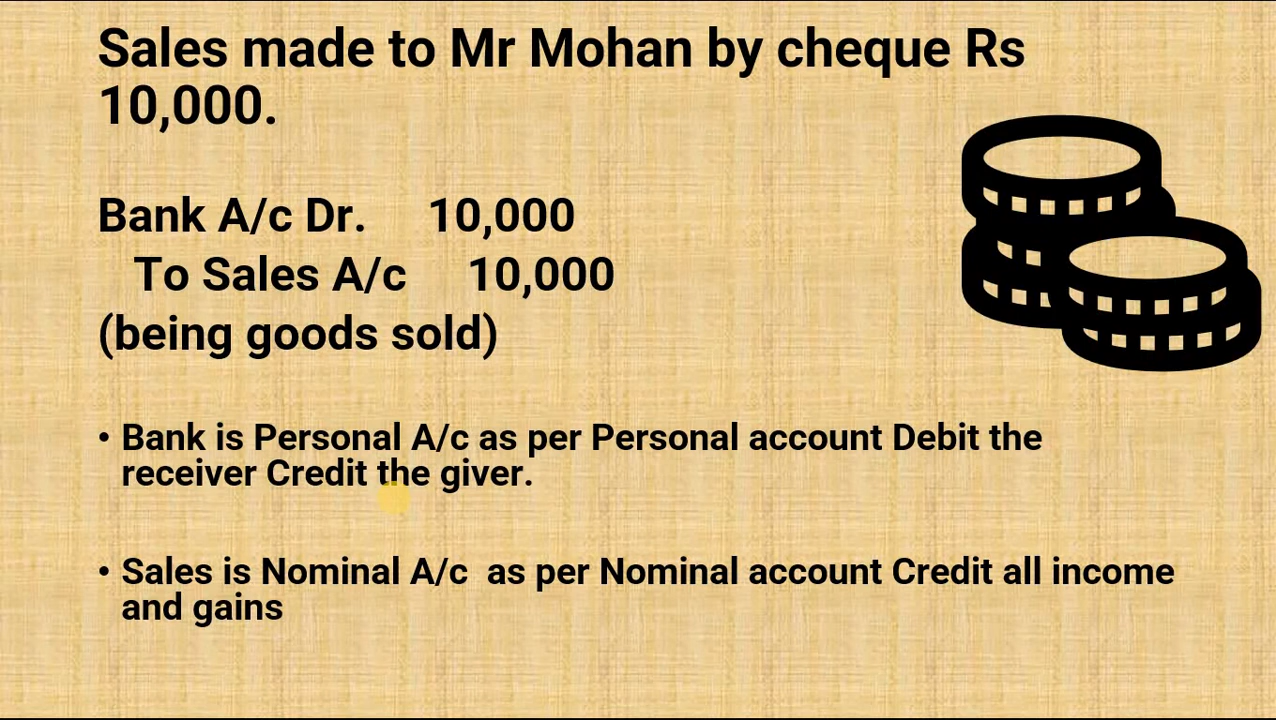 Sales made to Mr Mohan by cheque Rs
10,000.
Bank A/c Dr. 10,000
To Sales A/c 10,000
(being goods sold)
• Bank is Personal A/c as per Personal account Debit the
receiver Credit the giver.
• Sales is Nominal A/c as per Nominal account Credit all income
and gains